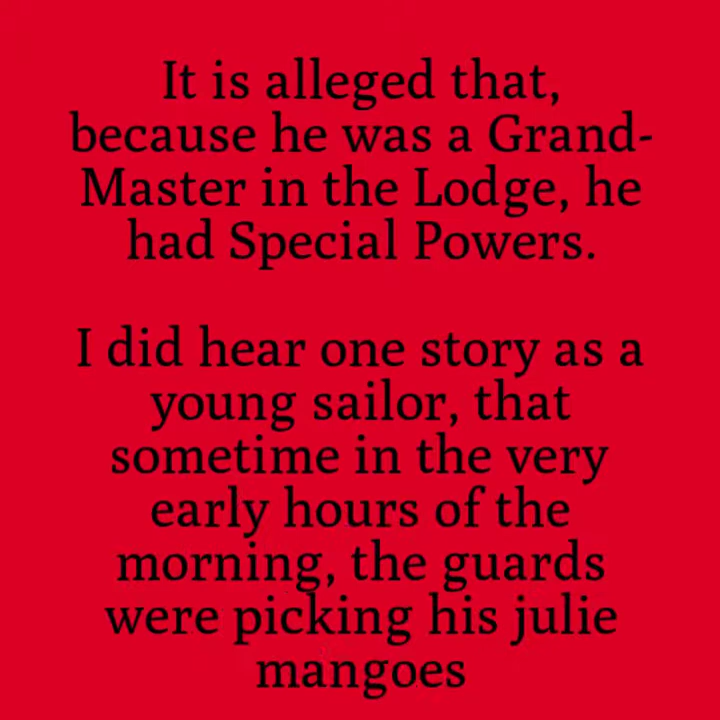 It is alleged that,
because he was a Grand-
Master in the Lodge, he
had Special Powers.
I did hear one story as a
young sailor, that
sometime in the very
early hours of the
morning, the guards
were picking his julie
mangoes